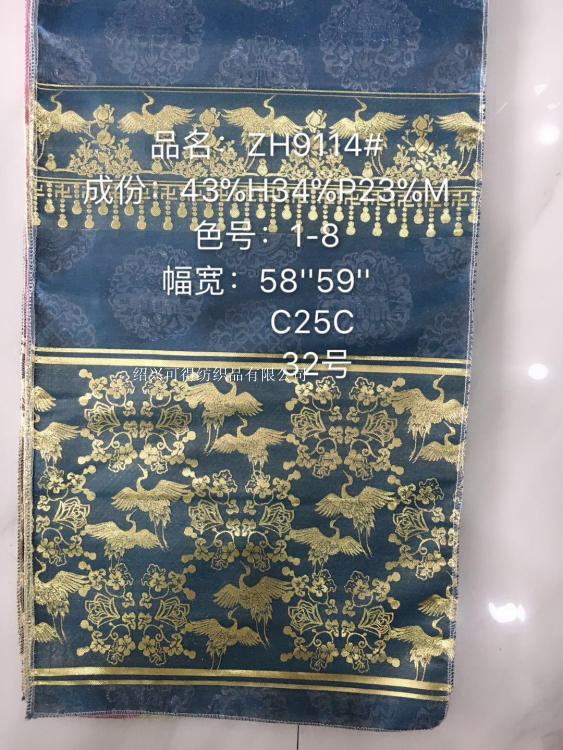 品名：ZH9114#
成份：43%H34%P23%M
色号：1-8
幅宽：58''59''
C25C
32号
绍兴可得纺织品有限公司